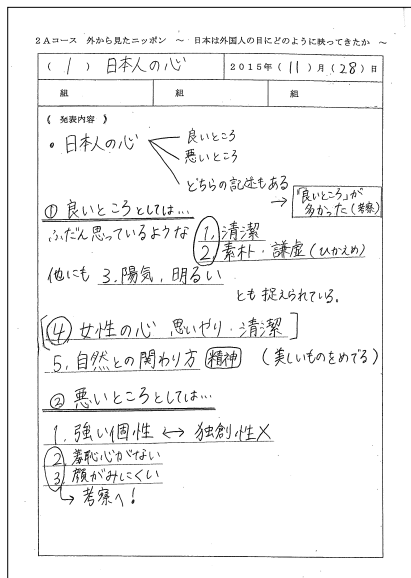 2Aコース　外から見たニッポン　～　日本は外国人の目にどのように映ってきたか　～
（　1　）　日本人の心　2015年（11）月（28）日
組　組　組
《　発表内容　》
・日本人の心
良いところ
悪いところ
どちらの記述もある
→「良いところ」が
多かった（考察）
① 良いところとしては…
ふだん思っているような　1. 清潔
2. 素朴・謙虚（ひかえめ）
他にも　3. 陽気、明るい
とも捉えられている。
[④ 女性の心　思いやり・清潔]
5. 自然との関わり方　精神　（美しいものをめでる）
② 悪いところとしては…
1. 強い個性 ↔ 独創性×
2. 羞恥心がない
3. 顔がみにくい
→ 考察へ！